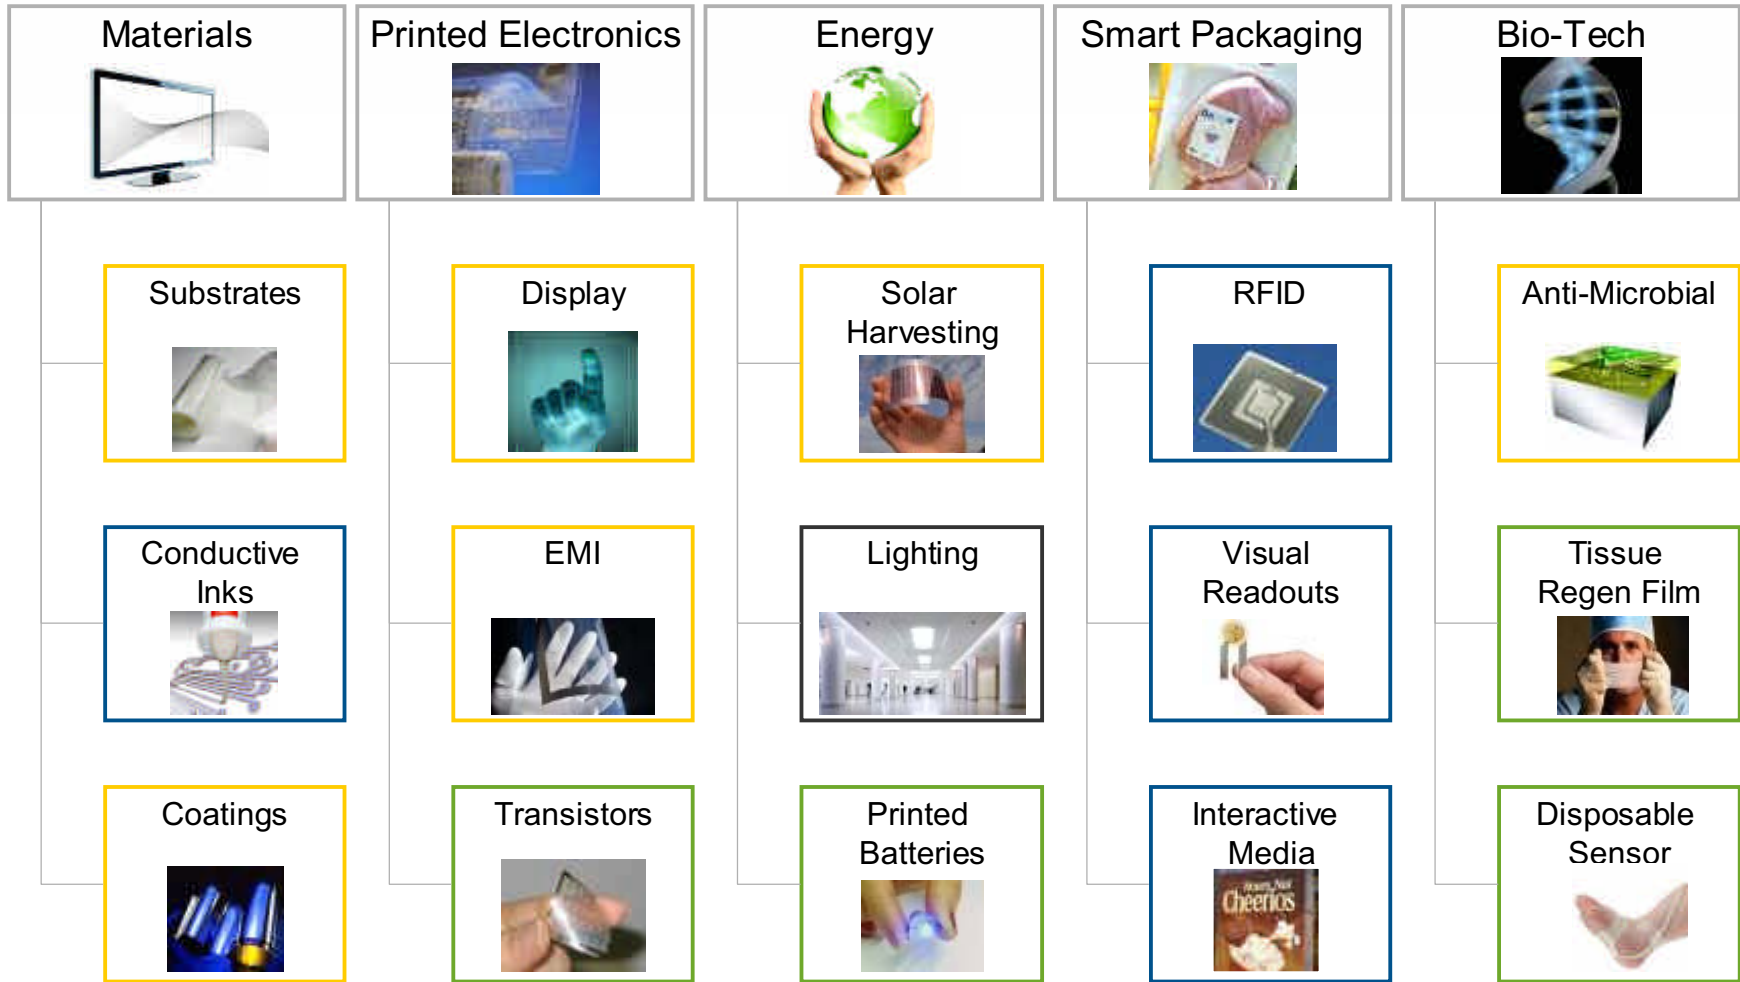 Materials
Printed Electronics
Energy
Smart Packaging
Bio-Tech
Substrates
Display
Solar
Harvesting
RFID
Anti-Microbial
Conductive
Inks
EMI
Lighting
Visual
Readouts
Tissue
Regen Film
Coatings
Transistors
Printed
Batteries
Interactive
Media
Cheerios
Disposable
Sensor